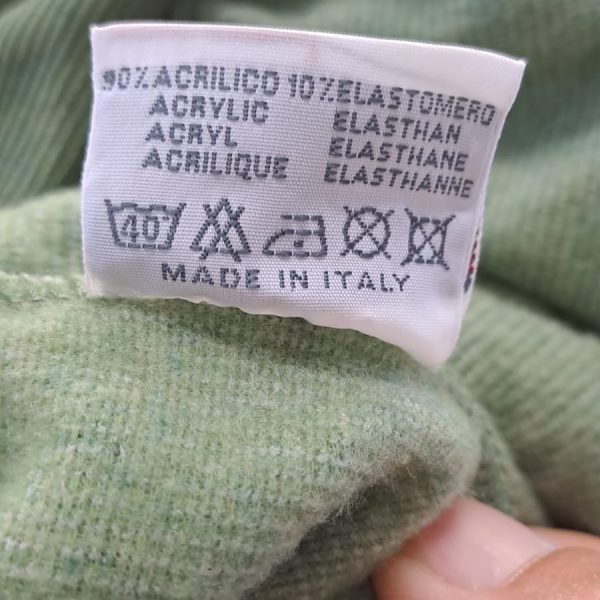 90% ACRILICO 10% ELASTOMERO
ACRYLIC ELASTHAN
ACRYL ELASTHANE
ACRILIQUE ELASTHANNE
40
MADE IN ITALY